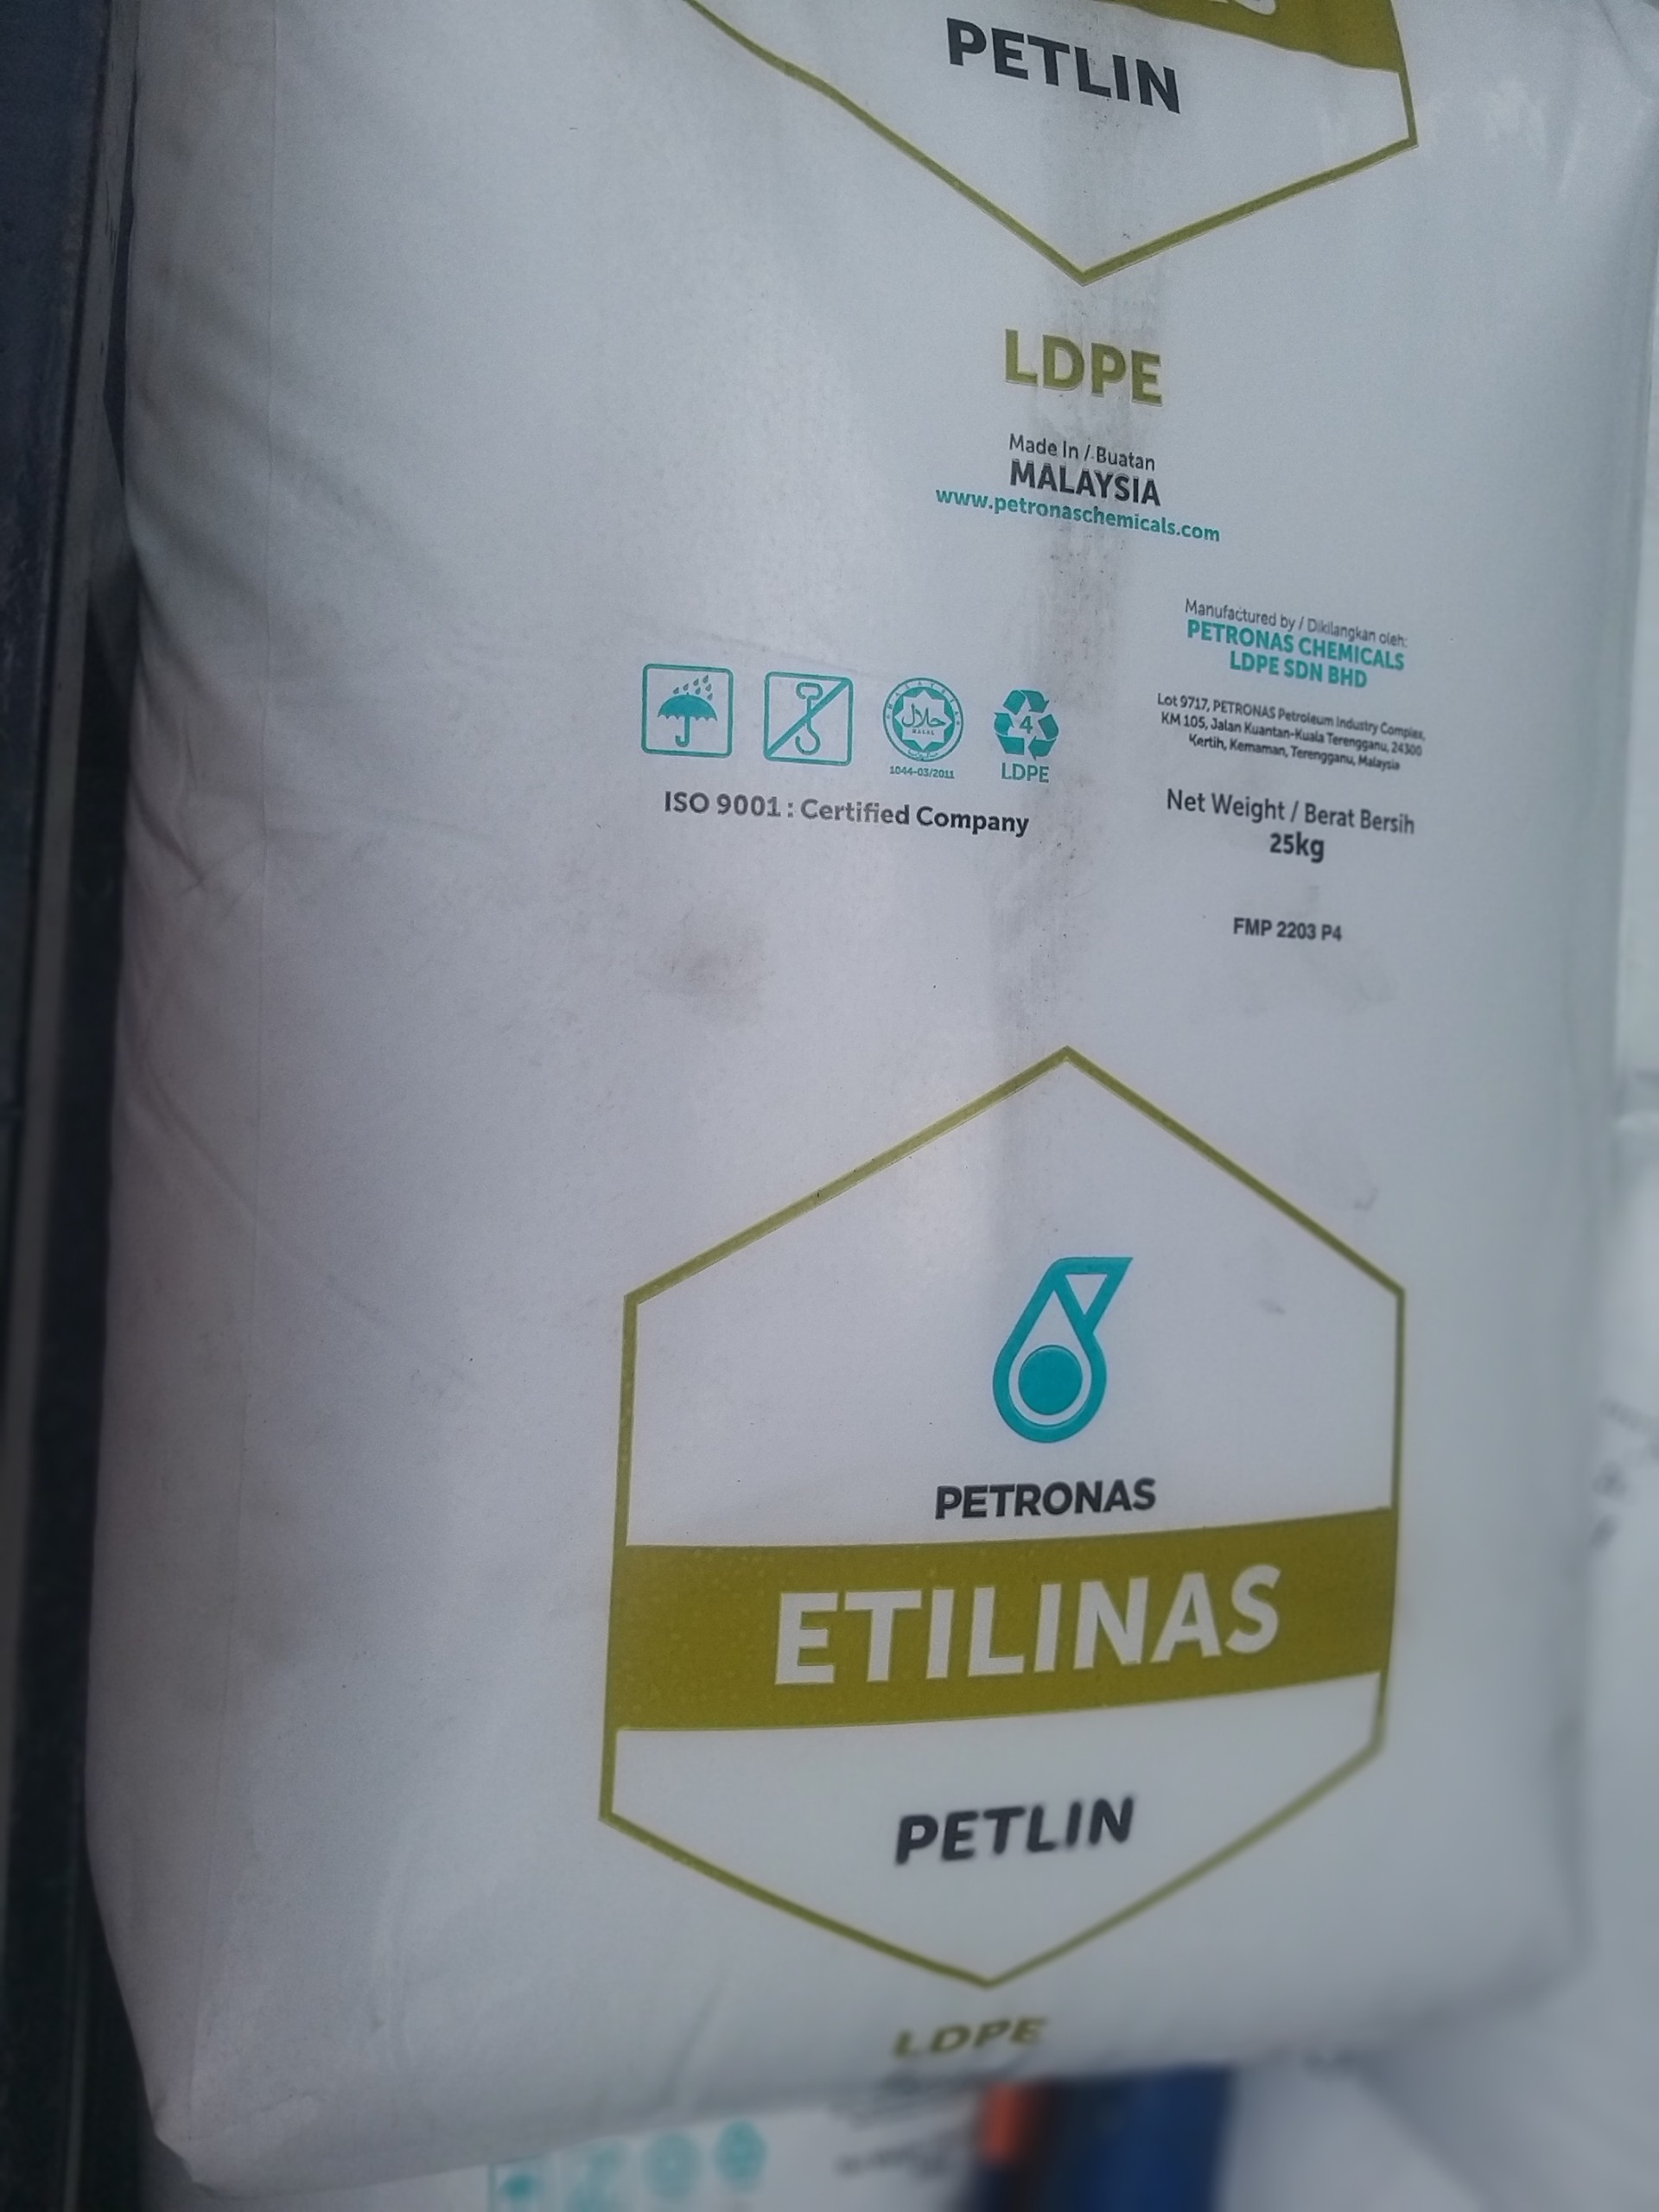 PETLIN
LDPE
Made In / Buatan
MALAYSIA
www.petronaschemicals.com
Manufactured by / Dikilangkan oleh:
PETRONAS CHEMICALS
LDPE SDN BHD
Lot 9717, PETRONAS Petroleum Industry Complex,
KM 105, Jalan Kuantan-Kuala Terengganu, 24300
Kertih, Kemaman, Terengganu, Malaysia
حلال
HALAL
4
1044-03/2011
LDPE
ISO 9001 : Certified Company
Net Weight / Berat Bersih
25kg
FMP 2203 P4
PETRONAS
ETILINAS
PETLIN
LDPE